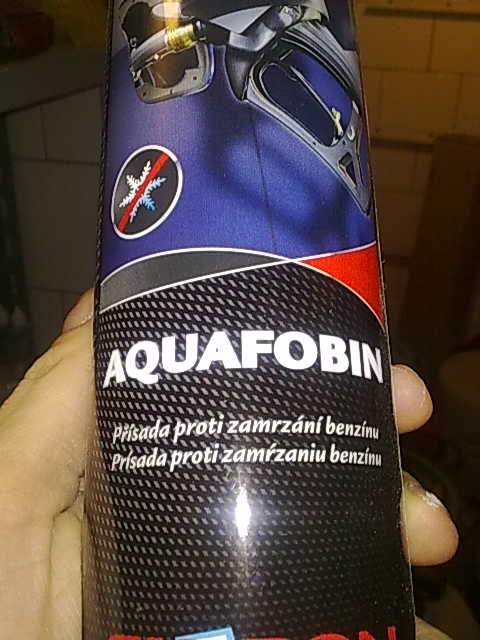 AQUAFOBIN
Přísada proti zamrzání benzínu
Prísada proti zamŕzaniu benzínu